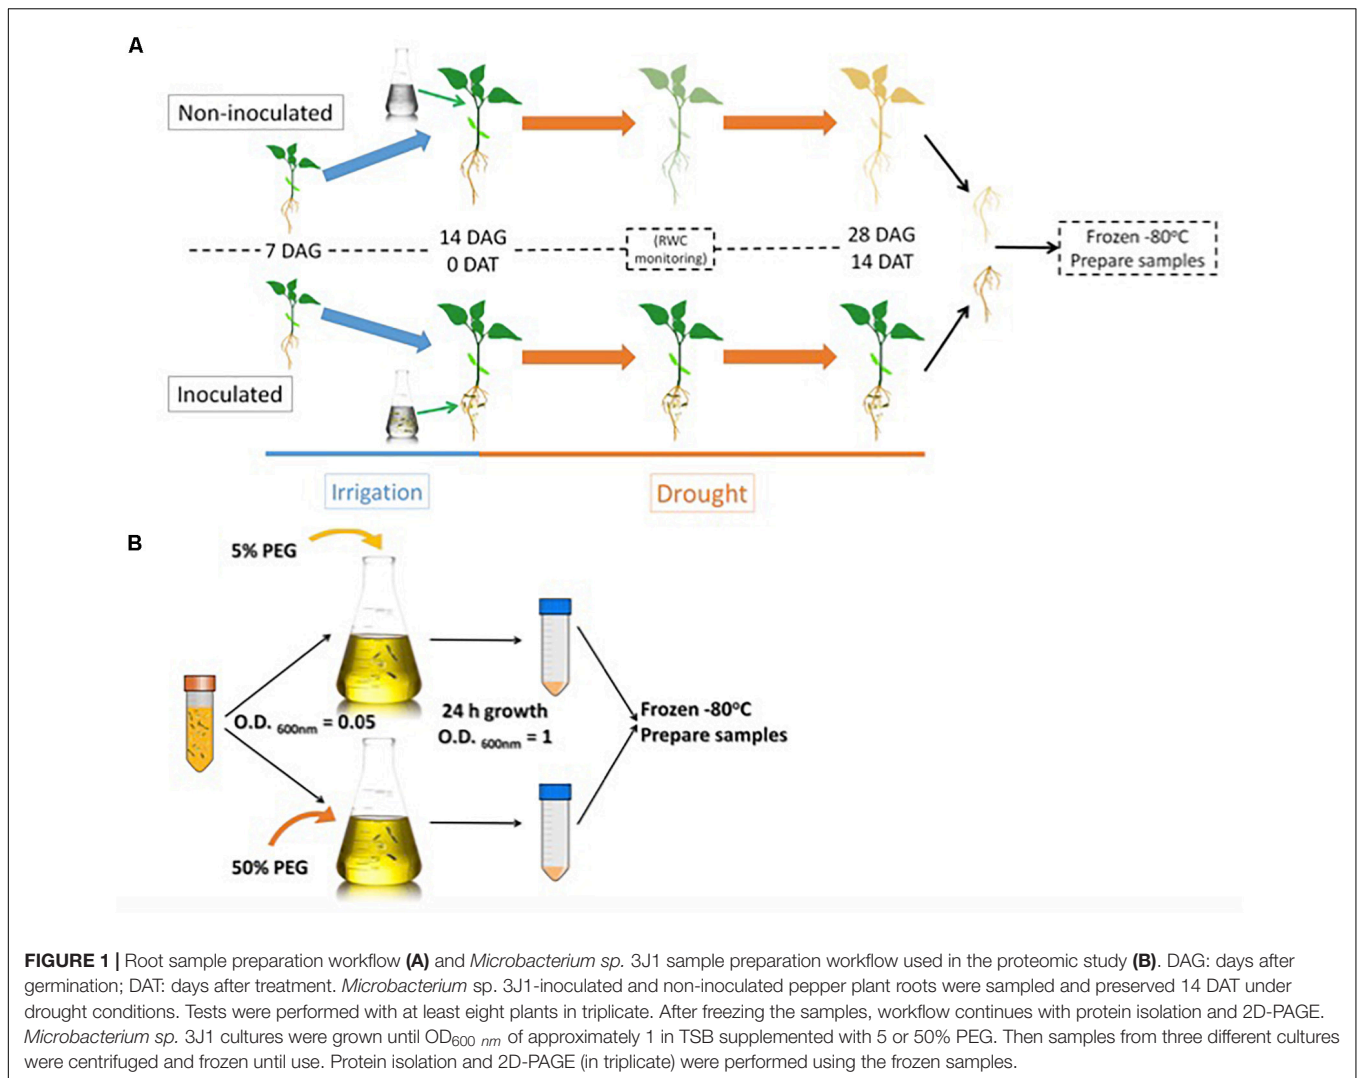 A
Non-inoculated
7 DAG
14 DAG
0 DAT
(RWC
monitoring)
28 DAG
14 DAT
Frozen -80°C
Prepare samples
Inoculated
Irrigation
Drought
B
5% PEG
O.D. 600nm = 0.05
24 h growth
O.D. 600nm = 1
Frozen -80°C
Prepare samples
50% PEG
FIGURE 1 | Root sample preparation workflow (A) and Microbacterium sp. 3J1 sample preparation workflow used in the proteomic study (B). DAG: days after
germination; DAT: days after treatment. Microbacterium sp. 3J1-inoculated and non-inoculated pepper plant roots were sampled and preserved 14 DAT under
drought conditions. Tests were performed with at least eight plants in triplicate. After freezing the samples, workflow continues with protein isolation and 2D-PAGE.
Microbacterium sp. 3J1 cultures were grown until OD600 nm of approximately 1 in TSB supplemented with 5 or 50% PEG. Then samples from three different cultures
were centrifuged and frozen until use. Protein isolation and 2D-PAGE (in triplicate) were performed using the frozen samples.